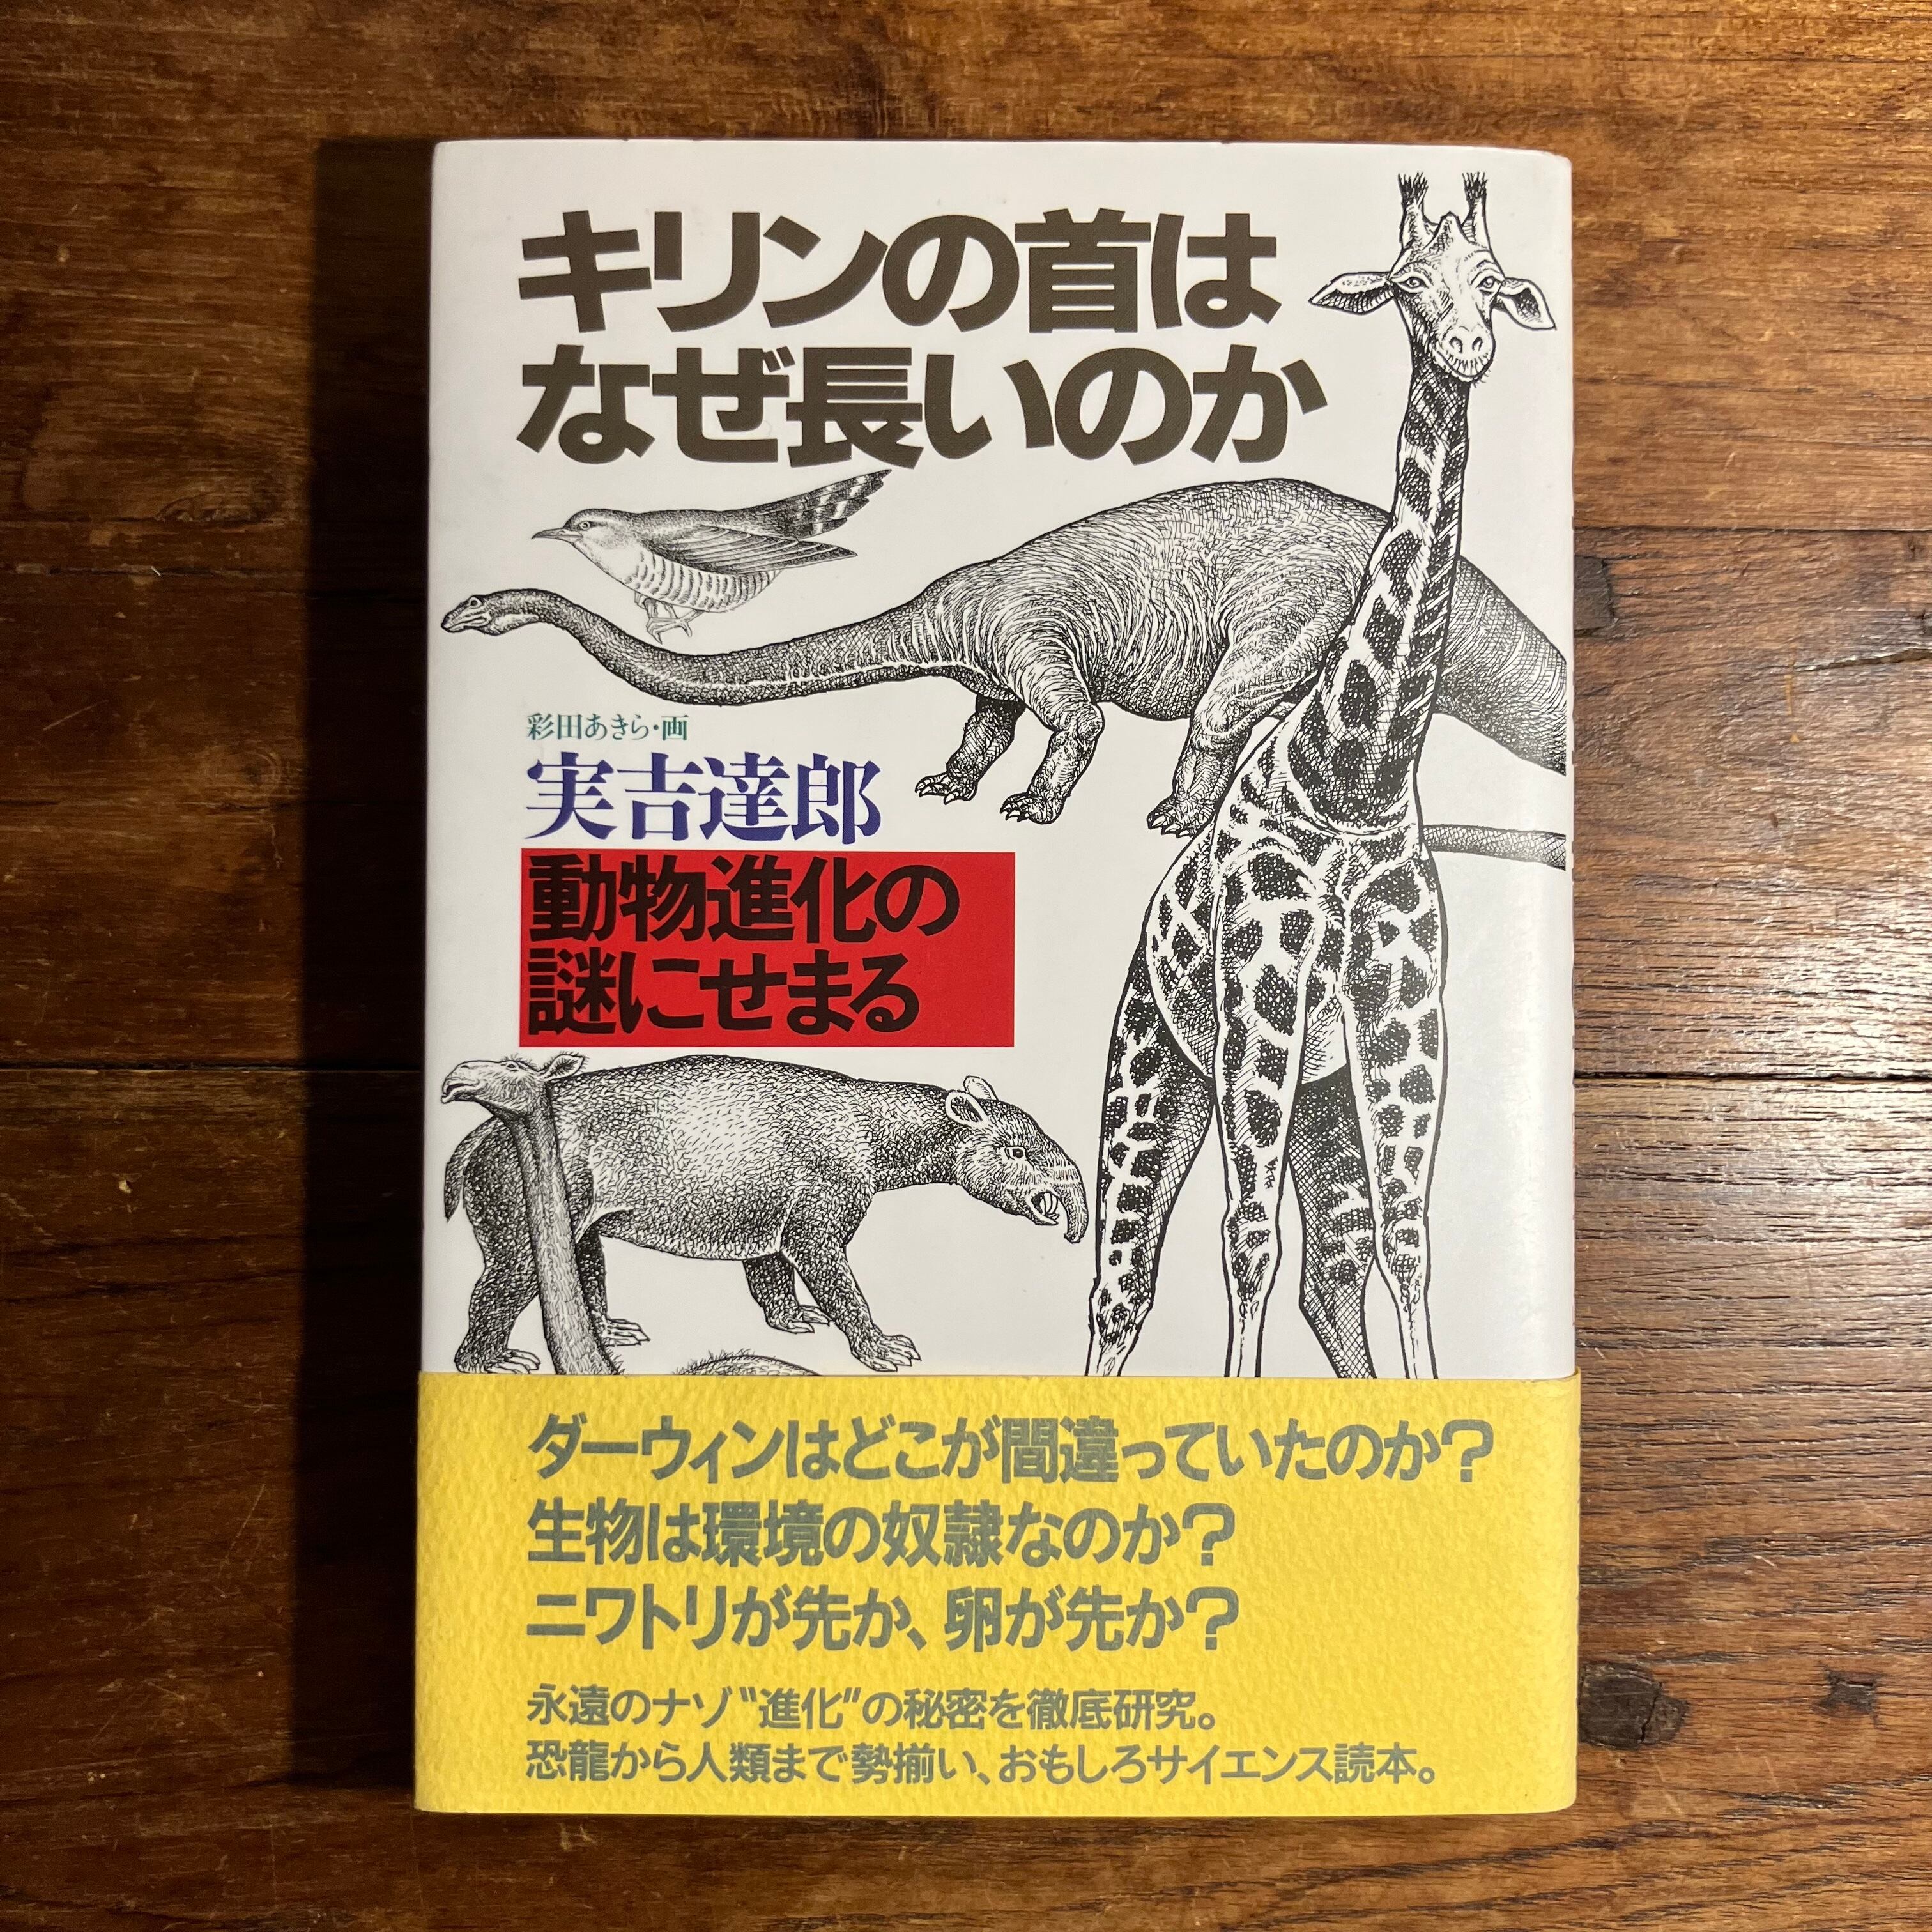 キリンの首は
なぜ長いのか
彩田あきら・画
実吉達郎
動物進化の
謎にせまる
ダーウィンはどこが間違っていたのか?
生物は環境の奴隷なのか?
ニワトリが先か、卵が先か?
永遠のナゾ"進化"の秘密を徹底研究。
恐龍から人類まで勢揃い、おもしろサイエンス読本。